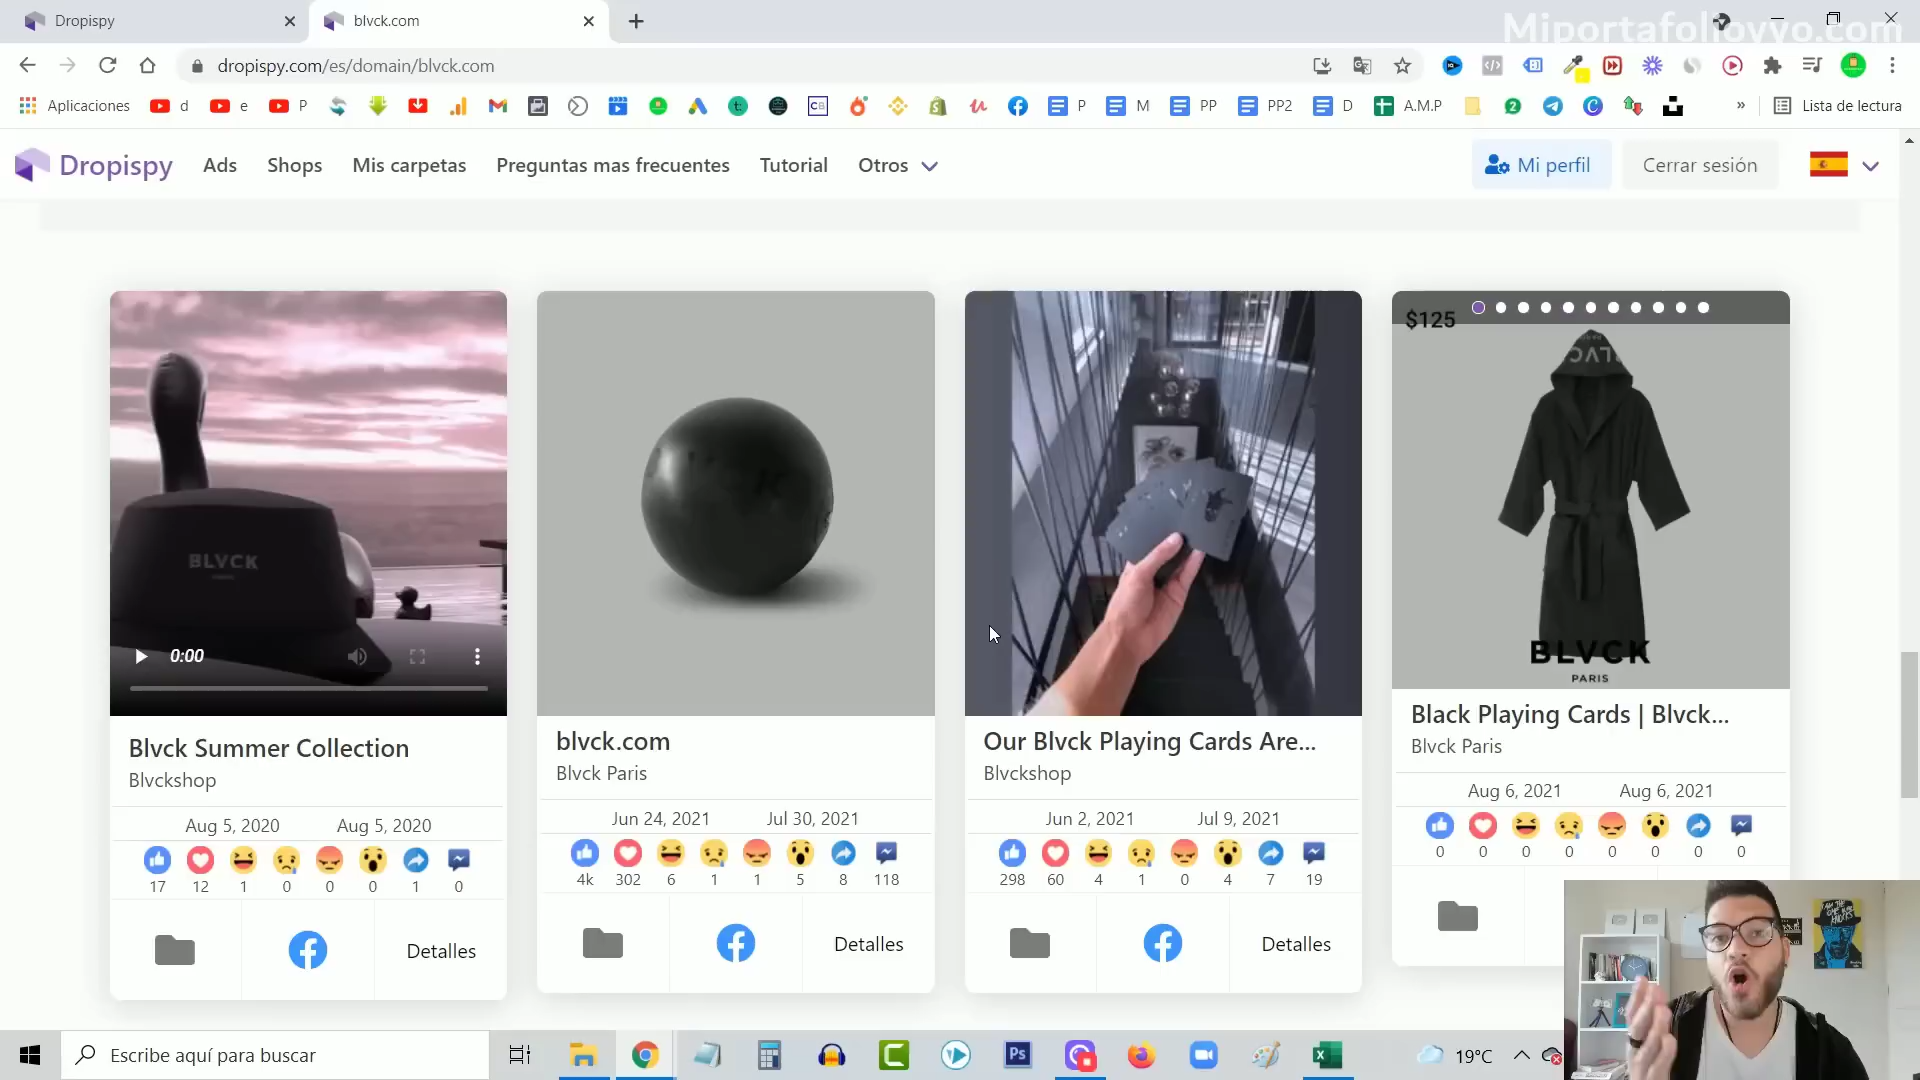 Dropispy
blvck.com
Miportafoliovyo.com
dropispy.com/es/domain/blvck.com
Aplicaciones
d
e
P
P
M
PP
PP2
D
A.M.P
»
Lista de lectura
Dropispy
Ads
Shops
Mis carpetas
Preguntas mas frecuentes
Tutorial
Otros
Mi perfil
Cerrar sesión
BLVCK
0:00
Blvck Summer Collection
Blvckshop
Aug 5, 2020
Aug 5, 2020
17 12 1 0 0 0 1 0
Detalles
blvck.com
Blvck Paris
Jun 24, 2021
Jul 30, 2021
4k 302 6 1 1 5 8 118
Detalles
Our Blvck Playing Cards Are...
Blvckshop
Jun 2, 2021
Jul 9, 2021
298 60 4 1 0 4 7 19
Detalles
$125
BLVCK
PARIS
Black Playing Cards | Blvck...
Blvck Paris
Aug 6, 2021
Aug 6, 2021
0 0 0 0 0 0 0 0
Escribe aquí para buscar
Ps
19°C